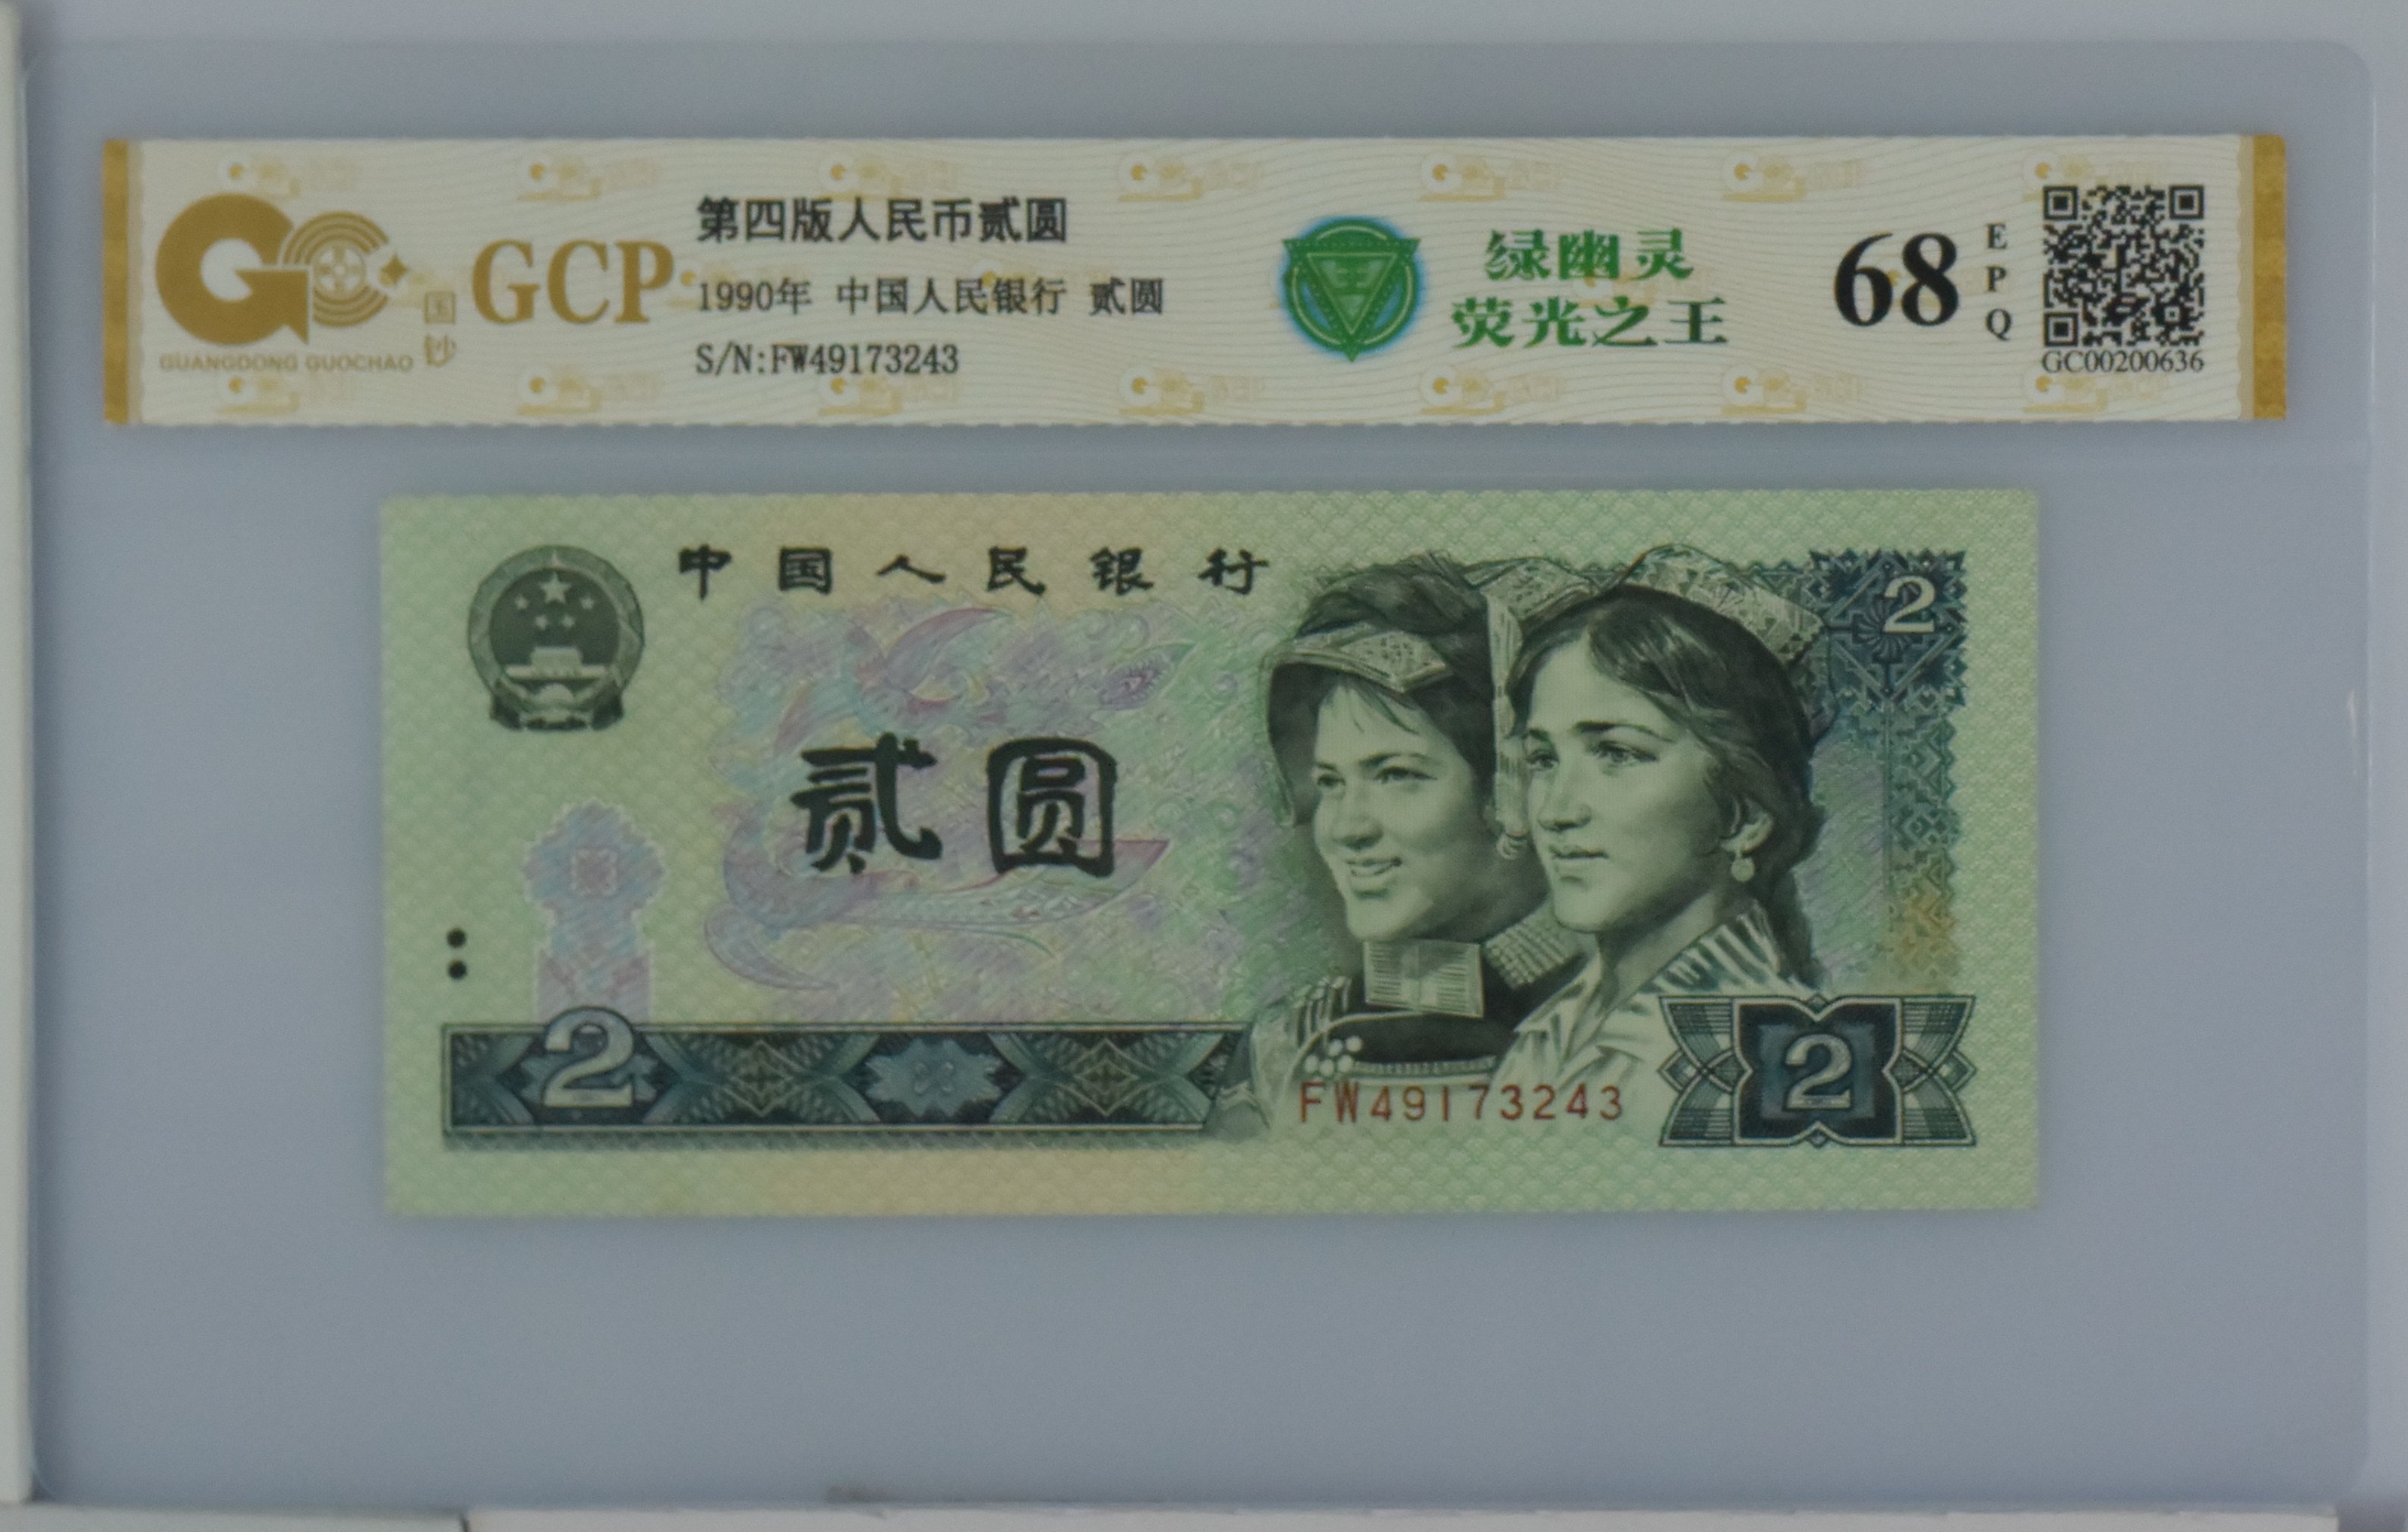 GUANGDONG GUOCHAO
国钞
GCP
第四版人民币贰圆
1990年 中国人民银行 贰圆
S/N:FW49173243
王
绿幽灵
荧光之王
68
EPQ
GC00200636
中国人民银行
2
贰圆
2
FW49173243
2